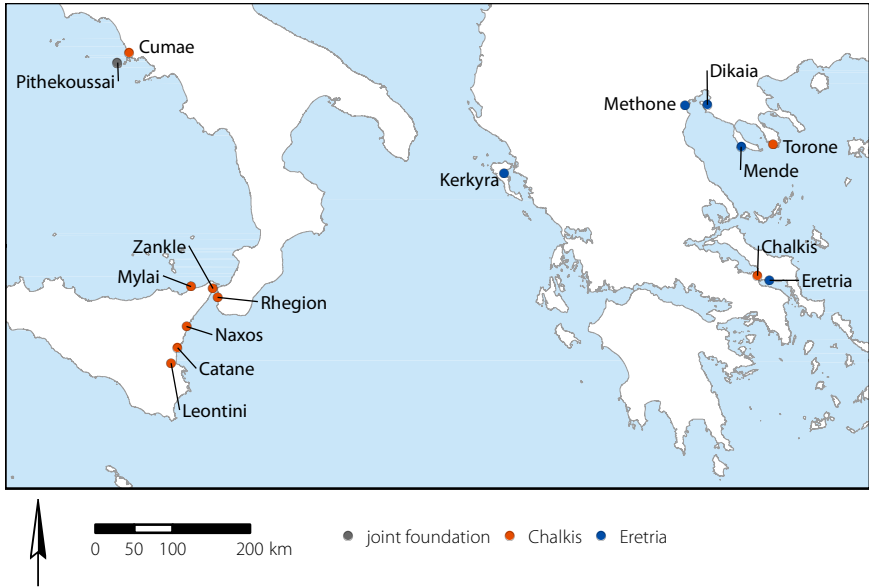 Cumae
Pithekoussai
Dikaia
Methone
Torone
Mende
Kerkyra
Zankle
Chalkis
Mylai
Eretria
Rhegion
Naxos
Catane
Leontini
0 50 100 200 km
joint foundation Chalkis Eretria